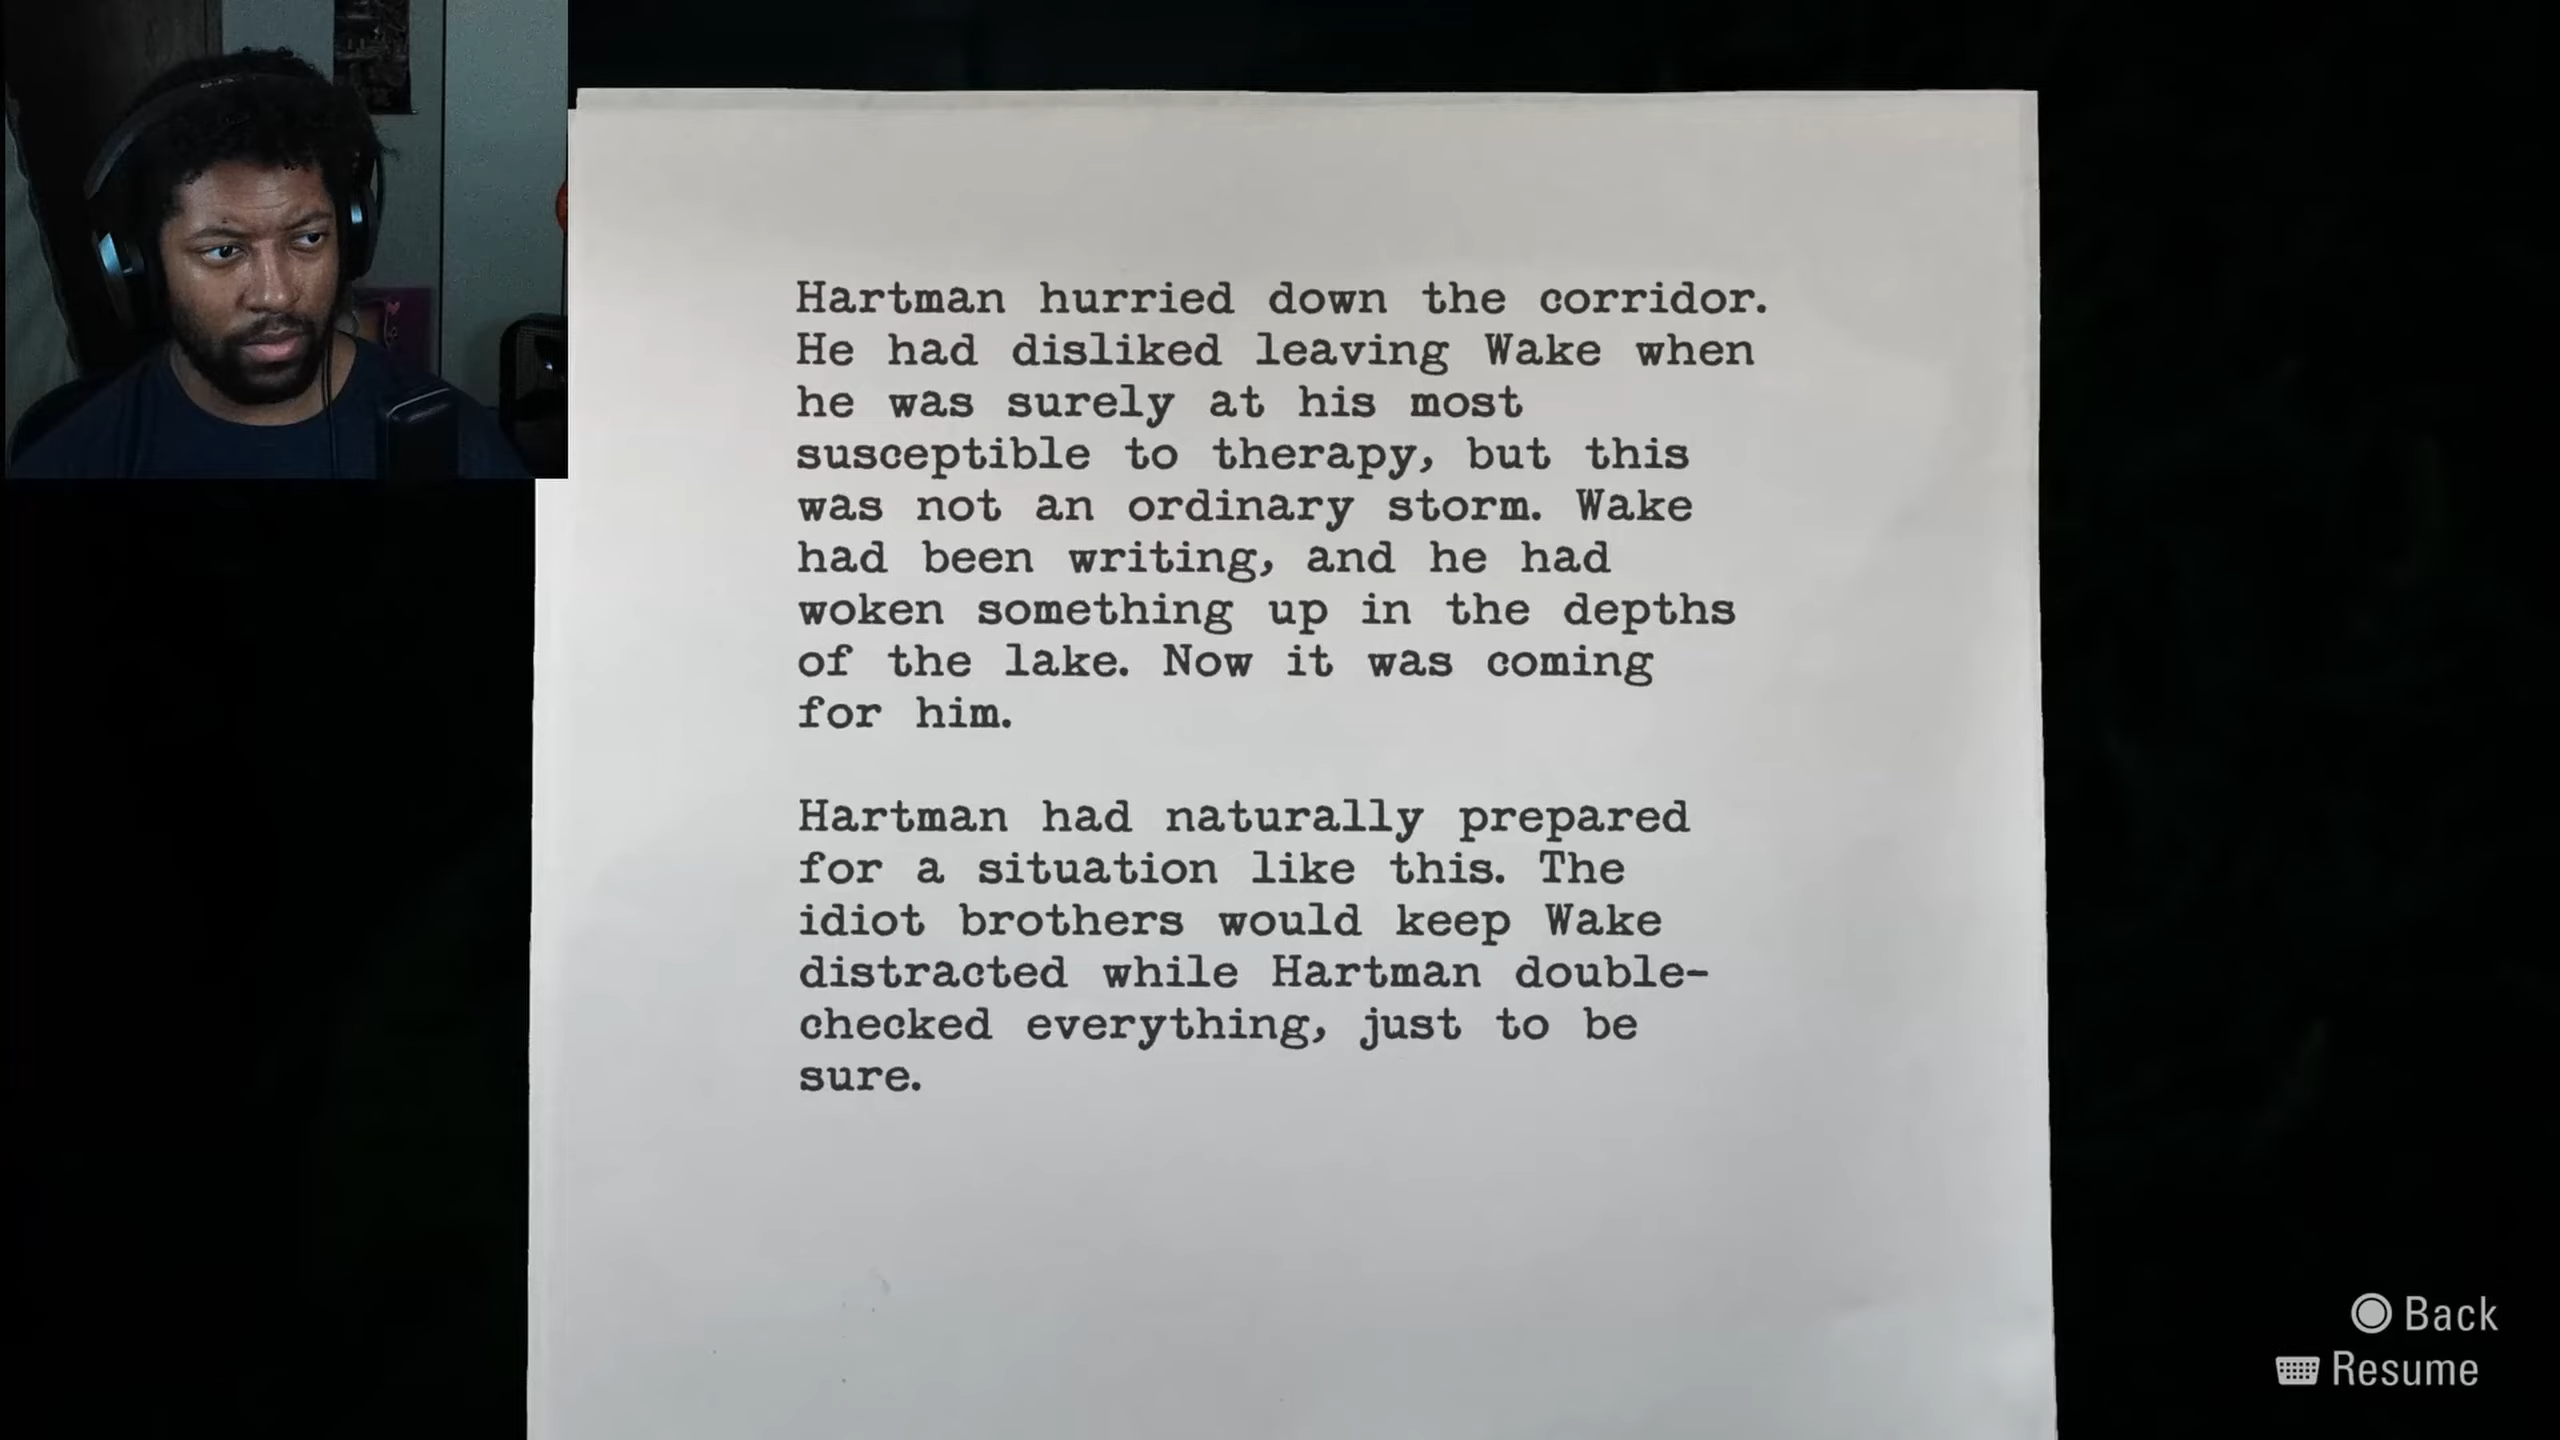 Hartman hurried down the corridor.
He had disliked leaving Wake when
he was surely at his most
susceptible to therapy, but this
was not an ordinary storm. Wake
had been writing, and he had
woken something up in the depths
of the lake. Now it was coming
for him.
Hartman had naturally prepared
for a situation like this. The
idiot brothers would keep Wake
distracted while Hartman double-
checked everything, just to be
sure.
Back
Resume